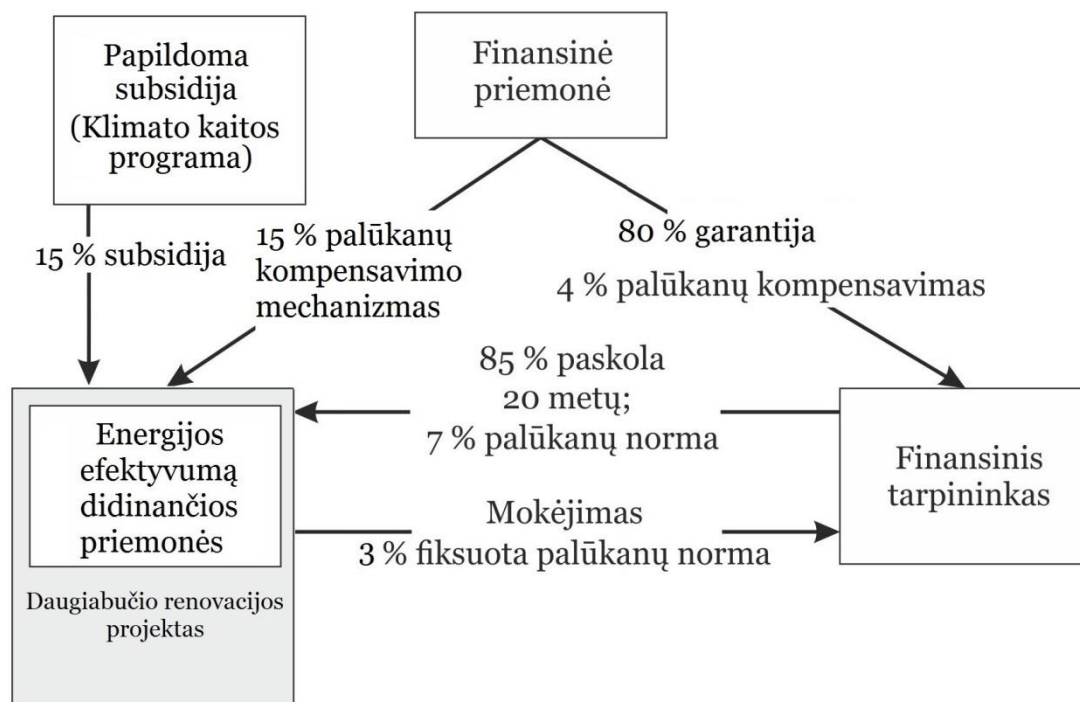 Papildoma
subsidija
(Klimato kaitos
programa)
Finansinė
priemonė
15 % subsidija
15 % palūkanų
kompensavimo
mechanizmas
80 % garantija
4 % palūkanų kompensavimas
85 % paskola
20 metų;
7 % palūkanų norma
Energijos
efektyvumą
didinančios
priemonės
Finansinis
tarpininkas
Mokėjimas
3 % fiksuota palūkanų norma
Daugiabučio renovacijos
projektas